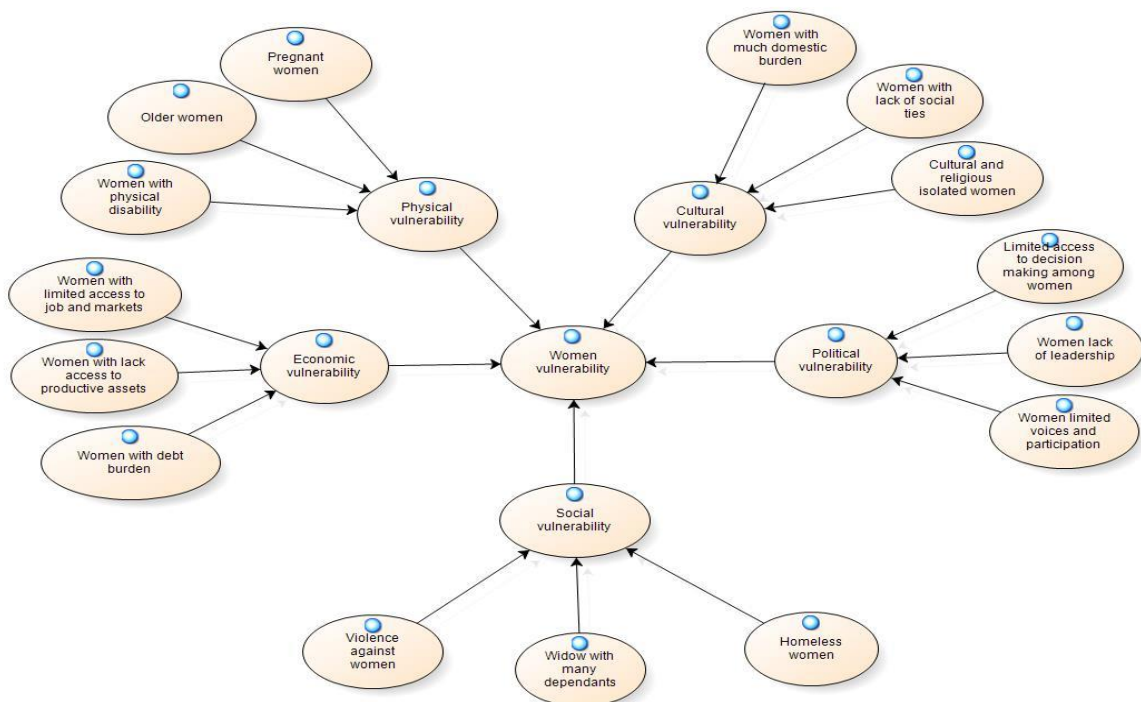 Pregnant
women
Older women
Women with
physical
disability
Physical
vulnerability
Women with
much domestic
burden
Women with
lack of social
ties
Cultural and
religious
isolated women
Cultural
vulnerability
Women with
limited access to
job and markets
Women with lack
access to
productive assets
Women with debt
burden
Economic
vulnerability
Women
vulnerability
Political
vulnerability
Limited access
to decision
making among
women
Women lack
of leadership
Women limited
voices and
participation
Social
vulnerability
Violence
against
women
Widow with
many
dependants
Homeless
women